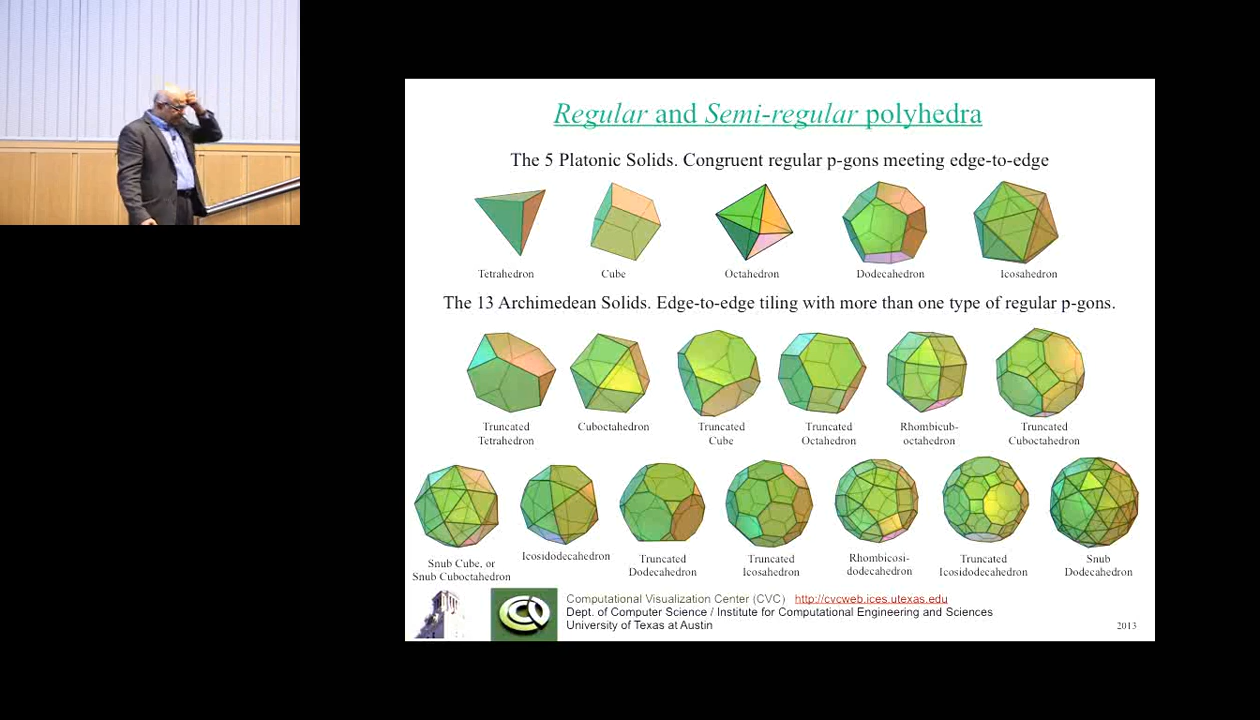 Regular and Semi-regular polyhedra
The 5 Platonic Solids. Congruent regular p-gons meeting edge-to-edge
Tetrahedron
Cube
Octahedron
Dodecahedron
Icosahedron
The 13 Archimedean Solids. Edge-to-edge tiling with more than one type of regular p-gons.
Truncated
Tetrahedron
Cuboctahedron
Truncated
Cube
Truncated
Octahedron
Rhombicub-
octahedron
Truncated
Cuboctahedron
Snub Cube, or
Snub Cuboctahedron
Icosidodecahedron
Truncated
Dodecahedron
Truncated
Icosahedron
Rhombicosi-
dodecahedron
Truncated
Icosidodecahedron
Snub
Dodecahedron
Computational Visualization Center (CVC) http://cvcweb.ices.utexas.edu
Dept. of Computer Science / Institute for Computational Engineering and Sciences
University of Texas at Austin
2013